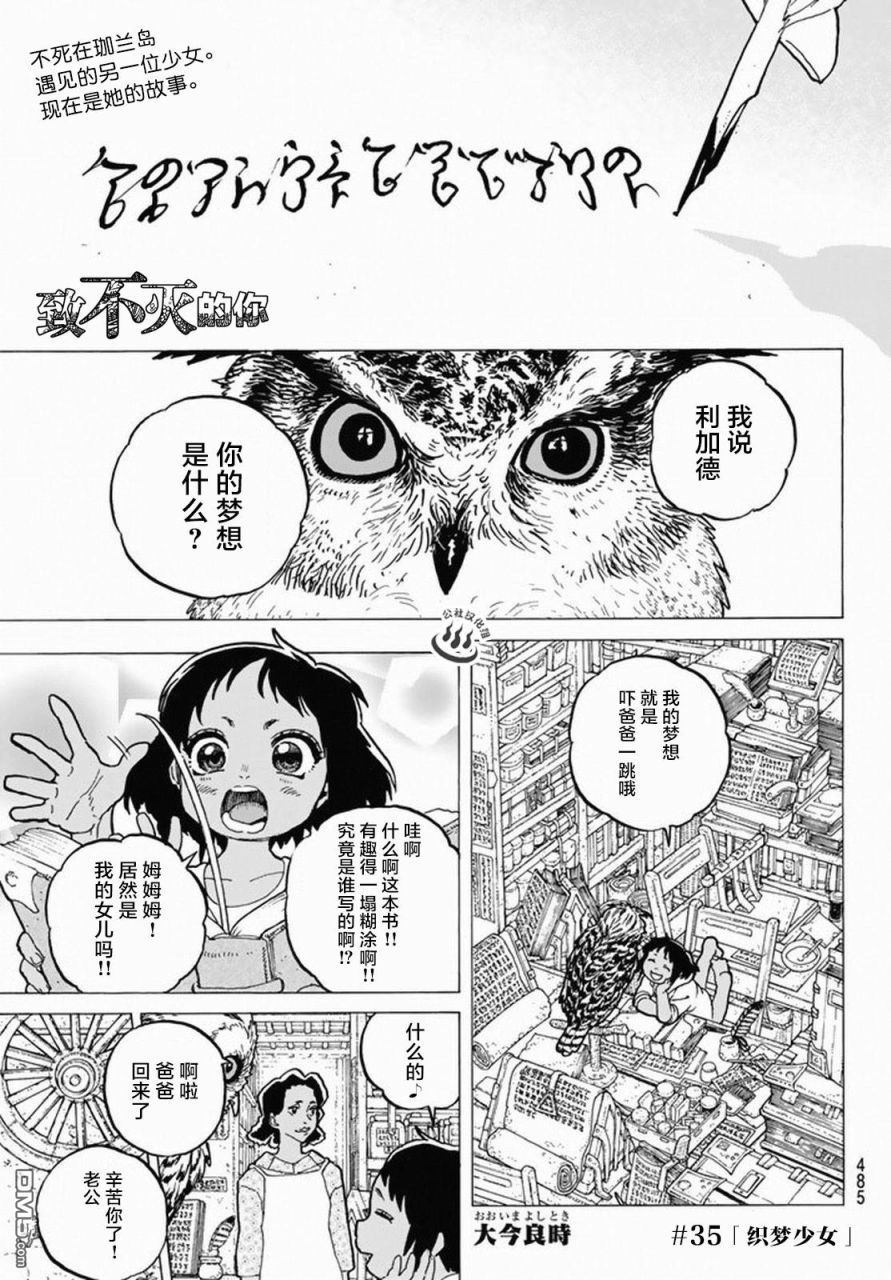 不死在珈兰岛
遇见的另一位少女。
现在是她的故事。
致不灭的你
我说
利加德
你的梦想
是什么？
公社汉化组
我的梦想
就是
吓爸爸一跳哦
哇啊
什么啊这本书!!
有趣得一塌糊涂啊!!
究竟是谁写的啊!?
姆姆姆！
居然是
我的女儿吗!!
什么的♪
啊啦
爸爸
回来了
辛苦你了！
老公
485
おおいまよしとき
大今良時
#35「织梦少女」
DM5.com